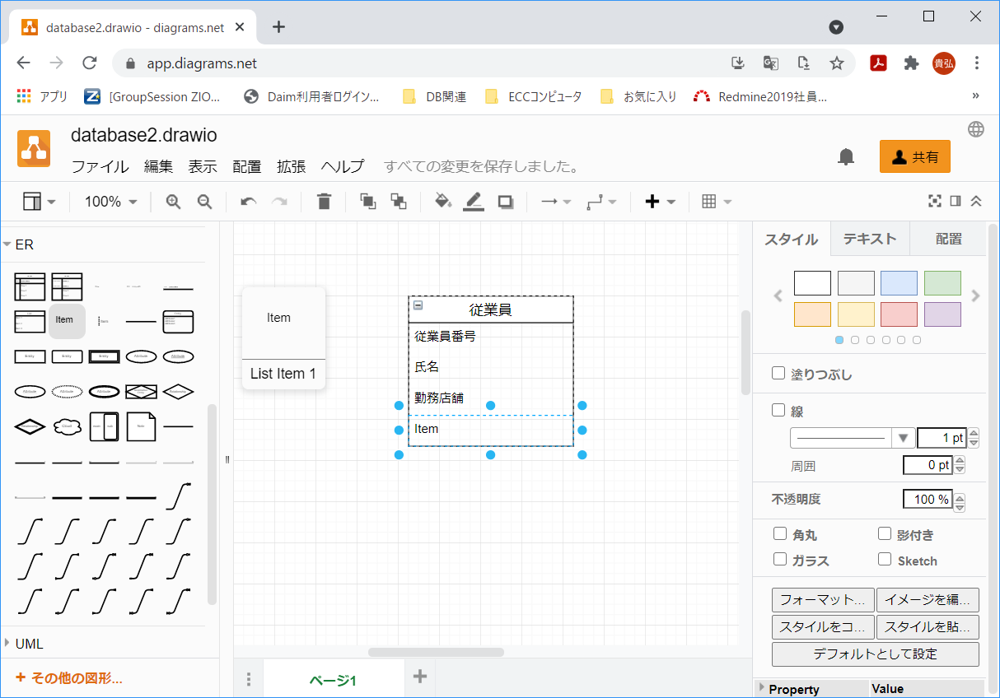 database2.drawio - diagrams.net
app.diagrams.net
貴弘
アプリ
[GroupSession ZIO...
Daim利用者ログイン...
DB関連
ECCコンピュータ
お気に入り
Redmine2019社員...
»
database2.drawio
ファイル 編集 表示 配置 拡張 ヘルプ すべての変更を保存しました。
共有
100%
ER
スタイル テキスト 配置
Item
Item
List Item 1
従業員
従業員番号
氏名
勤務店舗
Item
塗りつぶし
線
1 pt
周囲 0 pt
不透明度 100 %
角丸 影付き
ガラス Sketch
フォーマット... イメージを編...
スタイルをコ... スタイルを貼...
デフォルトとして設定
Property Value
UML
+ その他の図形...
ページ1